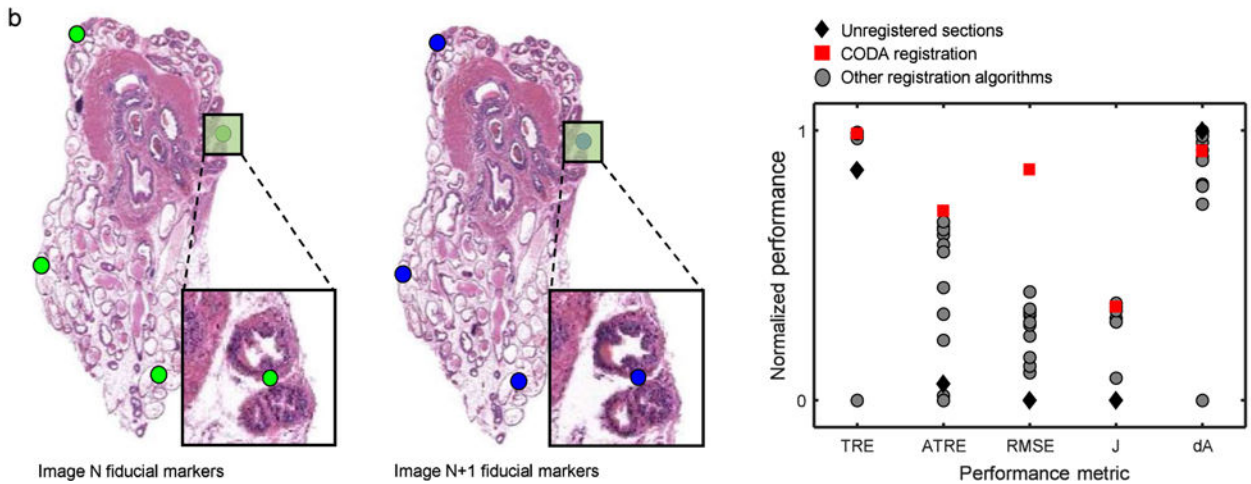 b
Image N fiducial markers
Image N+1 fiducial markers
Unregistered sections
CODA registration
Other registration algorithms
Normalized performance
1
0
TRE
ATRE
RMSE
J
dA
Performance metric